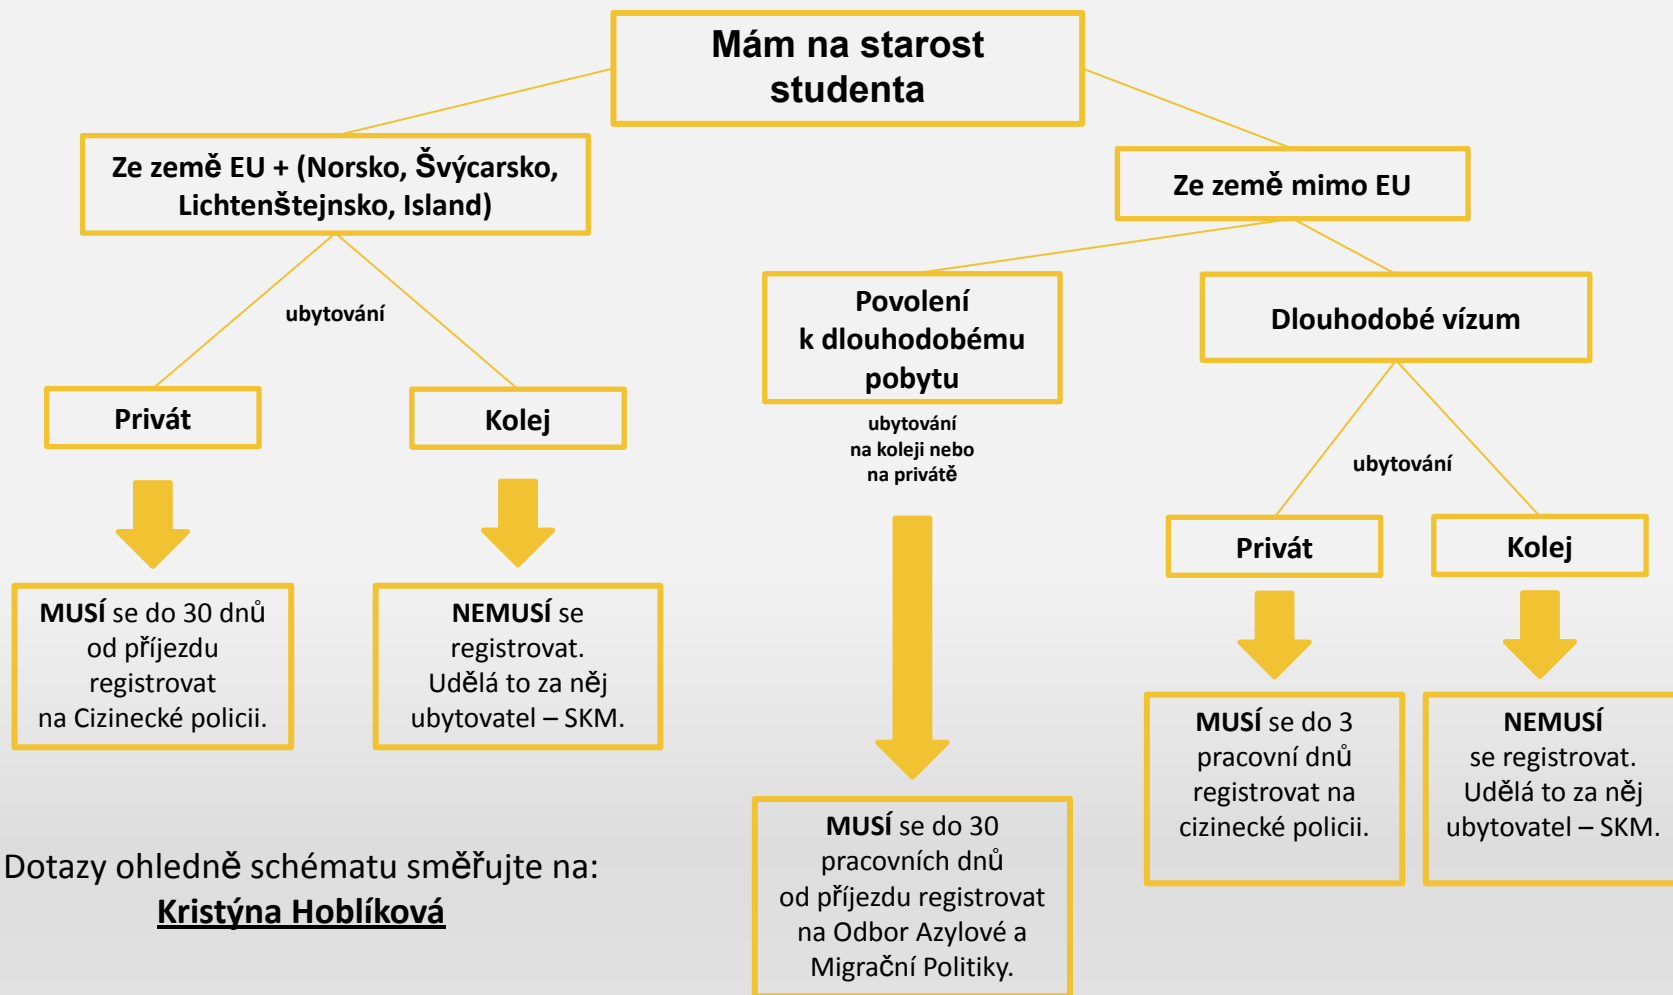 Mám na starost
studenta
Ze země EU + (Norsko, Švýcarsko,
Lichtenštejnsko, Island)
Ze země mimo EU
ubytování
Povolení
k dlouhodobému
pobytu
Dlouhodobé vízum
Privát
Kolej
ubytování
na koleji nebo
na privátě
ubytování
Privát
Kolej
MUSÍ se do 30 dnů
od příjezdu
registrovat
na Cizinecké policii.
NEMUSÍ se
registrovat.
Udělá to za něj
ubytovatel – SKM.
MUSÍ se do 3
pracovní dnů
registrovat na
cizinecké policii.
NEMUSÍ
se registrovat.
Udělá to za něj
ubytovatel – SKM.
MUSÍ se do 30
pracovních dnů
od příjezdu registrovat
na Odbor Azylové a
Migrační Politiky.
Dotazy ohledně schématu směřujte na:
Kristýna Hoblíková